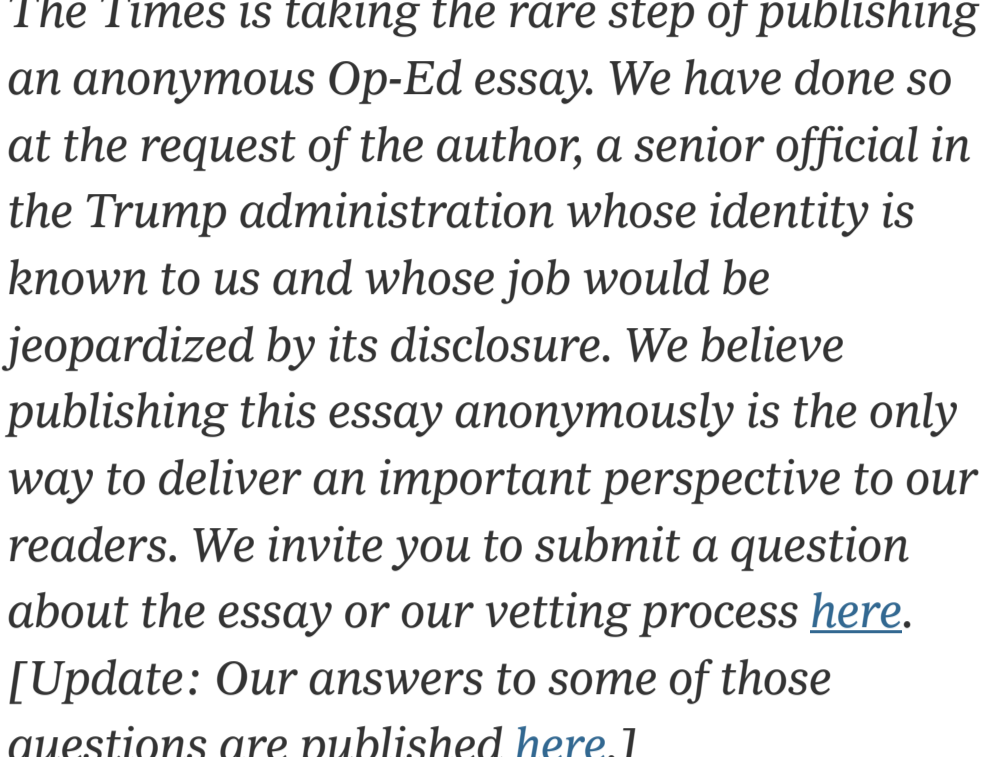 The Times is taking the rare step of publishing
an anonymous Op-Ed essay. We have done so
at the request of the author, a senior official in
the Trump administration whose identity is
known to us and whose job would be
jeopardized by its disclosure. We believe
publishing this essay anonymously is the only
way to deliver an important perspective to our
readers. We invite you to submit a question
about the essay or our vetting process here.
[Update: Our answers to some of those
questions are published here.]